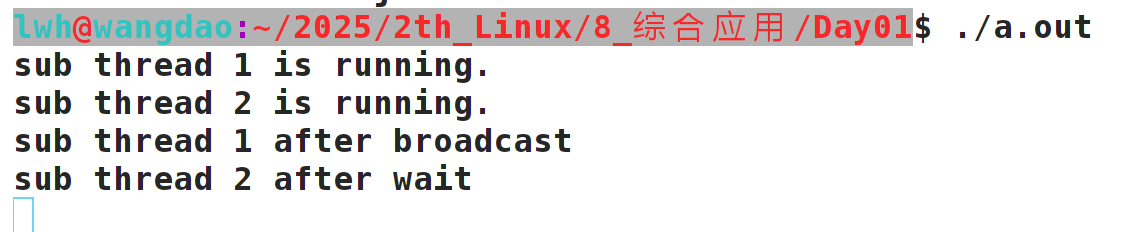 lwh@wangdao:~/2025/2th_Linux/8_综合应用/Day01$ ./a.out
sub thread 1 is running.
sub thread 2 is running.
sub thread 1 after broadcast
sub thread 2 after wait